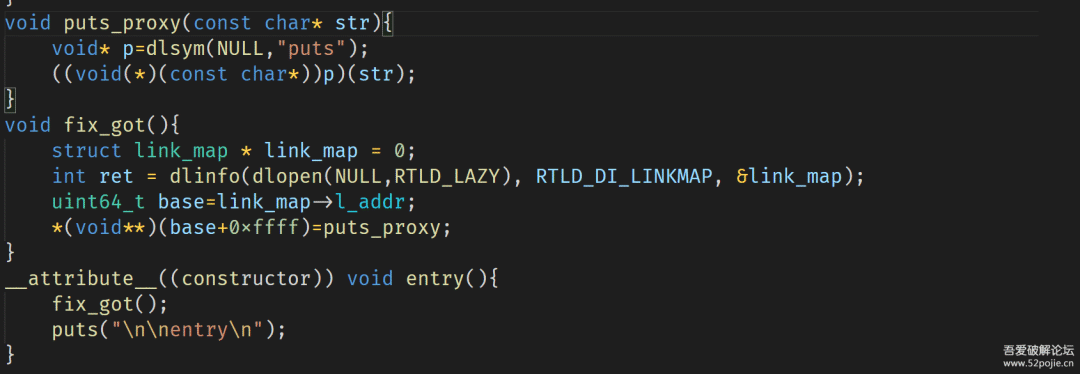 }
void puts_proxy(const char* str){
    void* p=dlsym(NULL,"puts");
    ((void(*)(const char*))p)(str);
}
void fix_got(){
    struct link_map * link_map = 0;
    int ret = dlinfo(dlopen(NULL,RTLD_LAZY), RTLD_DI_LINKMAP, &link_map);
    uint64_t base=link_map->l_addr;
    *(void**)(base+0xffff)=puts_proxy;
}
__attribute__((constructor)) void entry(){
    fix_got();
    puts("\n\nentry\n");
}
吾爱破解论坛
www.52pojie.cn